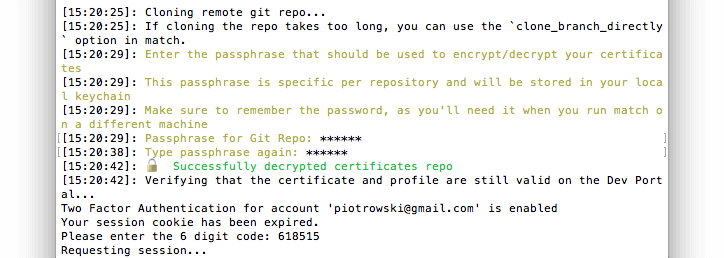 [15:20:25]: Cloning remote git repo...
[15:20:25]: If cloning the repo takes too long, you can use the `clone_branch_directly
` option in match.
[15:20:29]: Enter the passphrase that should be used to encrypt/decrypt your certifica
tes
[15:20:29]: This passphrase is specific per repository and will be stored in your loca
l keychain
[15:20:29]: Make sure to remember the password, as you'll need it when you run match o
n a different machine
[[15:20:29]: Passphrase for Git Repo: ****** ]
[[15:20:38]: Type passphrase again: ****** ]
[15:20:42]: 🔓  Successfully decrypted certificates repo
[15:20:42]: Verifying that the certificate and profile are still valid on the Dev Port
al...
Two Factor Authentication for account 'piotrowski@gmail.com' is enabled
Your session cookie has been expired.
Please enter the 6 digit code: 618515
Requesting session...